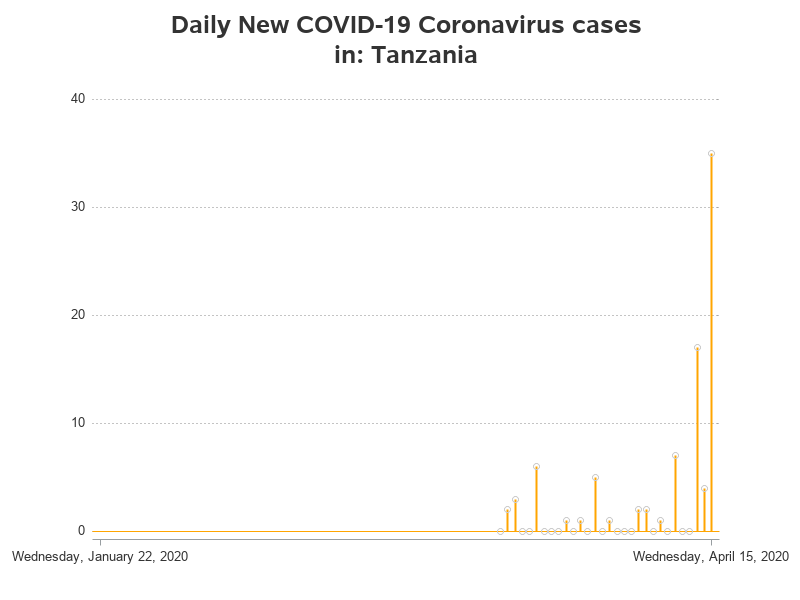 Daily New COVID-19 Coronavirus cases
in: Tanzania
40
30
20
10
0
Wednesday, January 22, 2020
Wednesday, April 15, 2020